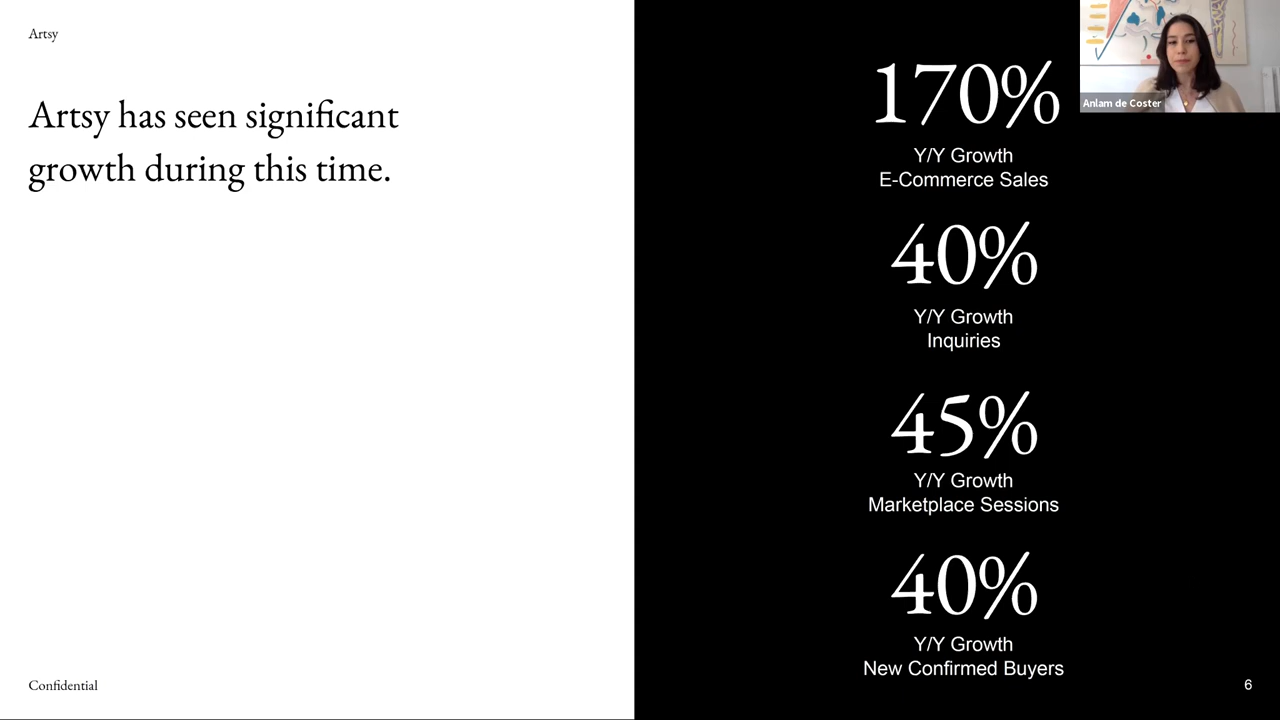 Artsy
Artsy has seen significant
growth during this time.
Confidential
170%
Y/Y Growth
E-Commerce Sales
40%
Y/Y Growth
Inquiries
45%
Y/Y Growth
Marketplace Sessions
40%
Y/Y Growth
New Confirmed Buyers
Anlam de Coster
6